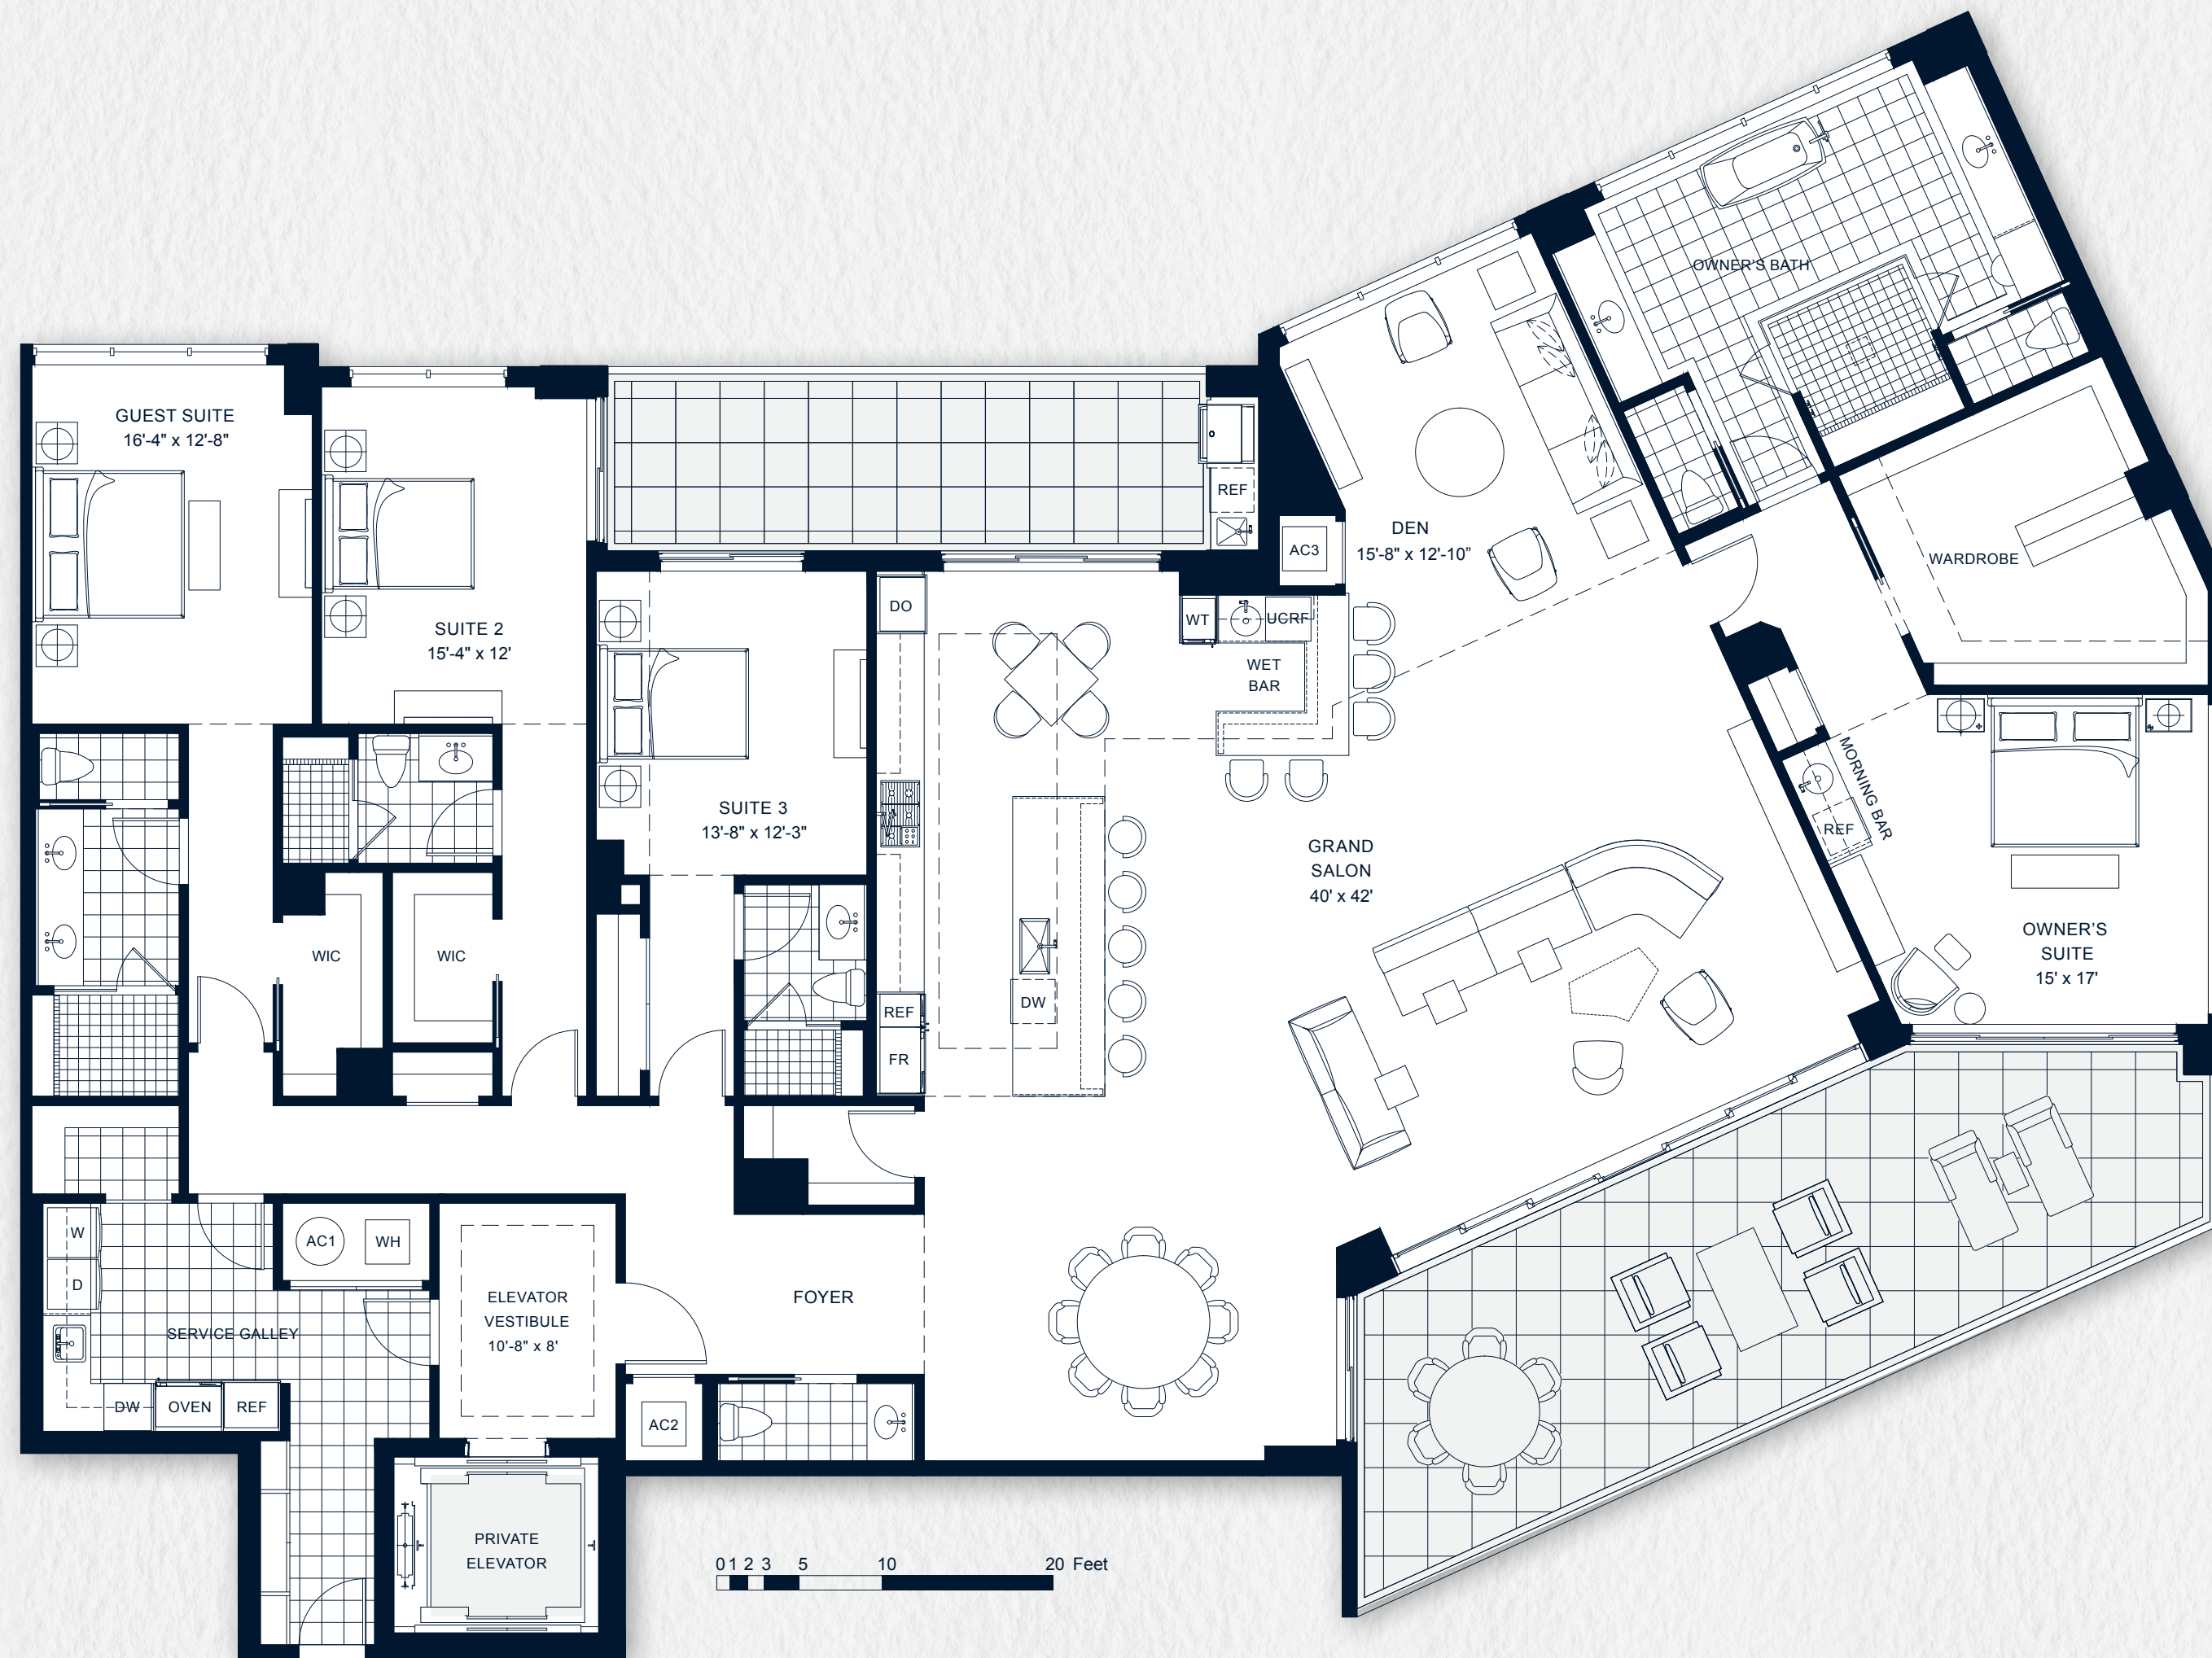 OWNER'S BATH
GUEST SUITE
16'-4" x 12'-8"
REF
DEN
15'-8" x 12'-10”
AC3
WARDROBE
DO
WT
UCRF
SUITE 2
15'-4" x 12'
WET
BAR
SUITE 3
13'-8" x 12'-3"
MORNING BAR
REF
GRAND
SALON
40' x 42'
OWNER'S
SUITE
15' x 17'
WIC
WIC
DW
REF
FR
W
D
AC1
WH
SERVICE GALLEY
ELEVATOR
VESTIBULE
10'-8" x 8'
FOYER
DW
OVEN
REF
AC2
PRIVATE
ELEVATOR
0 1 2 3 5 10 20 Feet